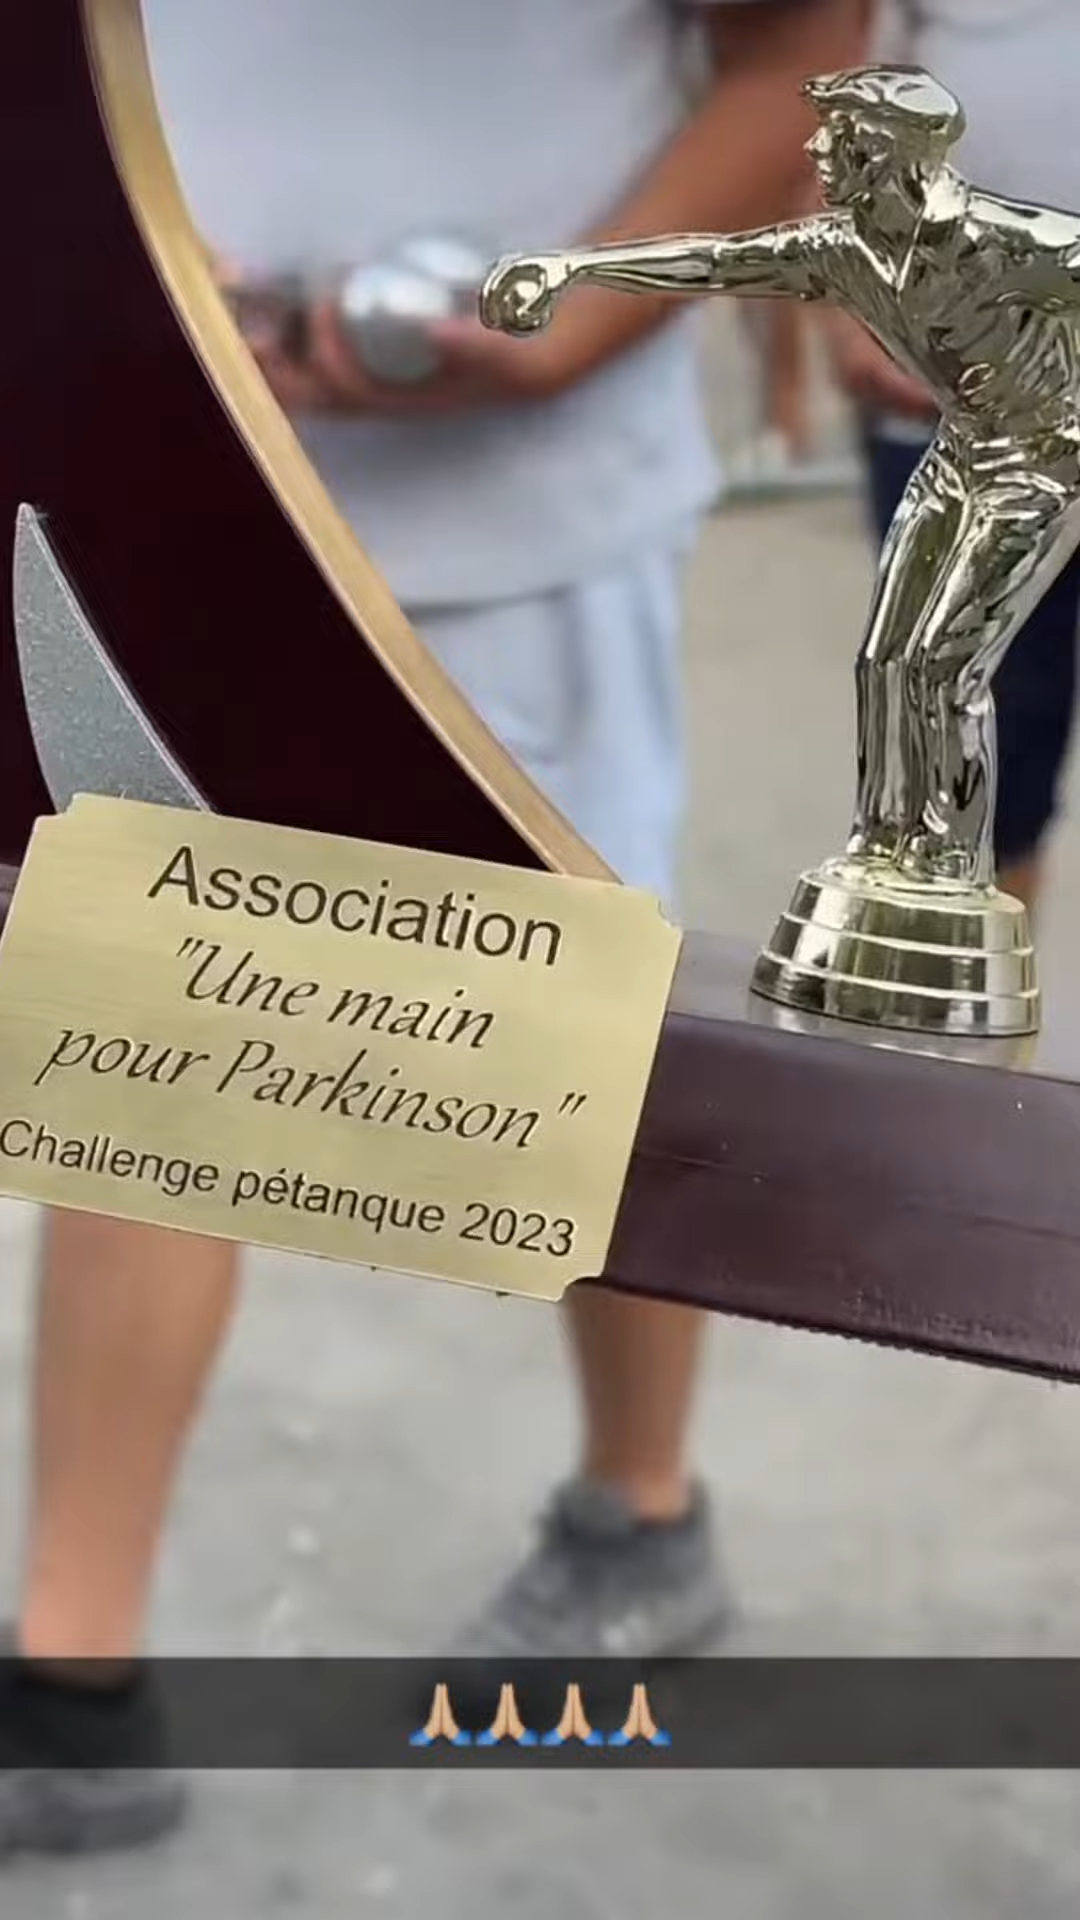 Association
"Une main
pour Parkinson"
Challenge pétanque 2023
🙏🏼🙏🏼🙏🏼🙏🏼